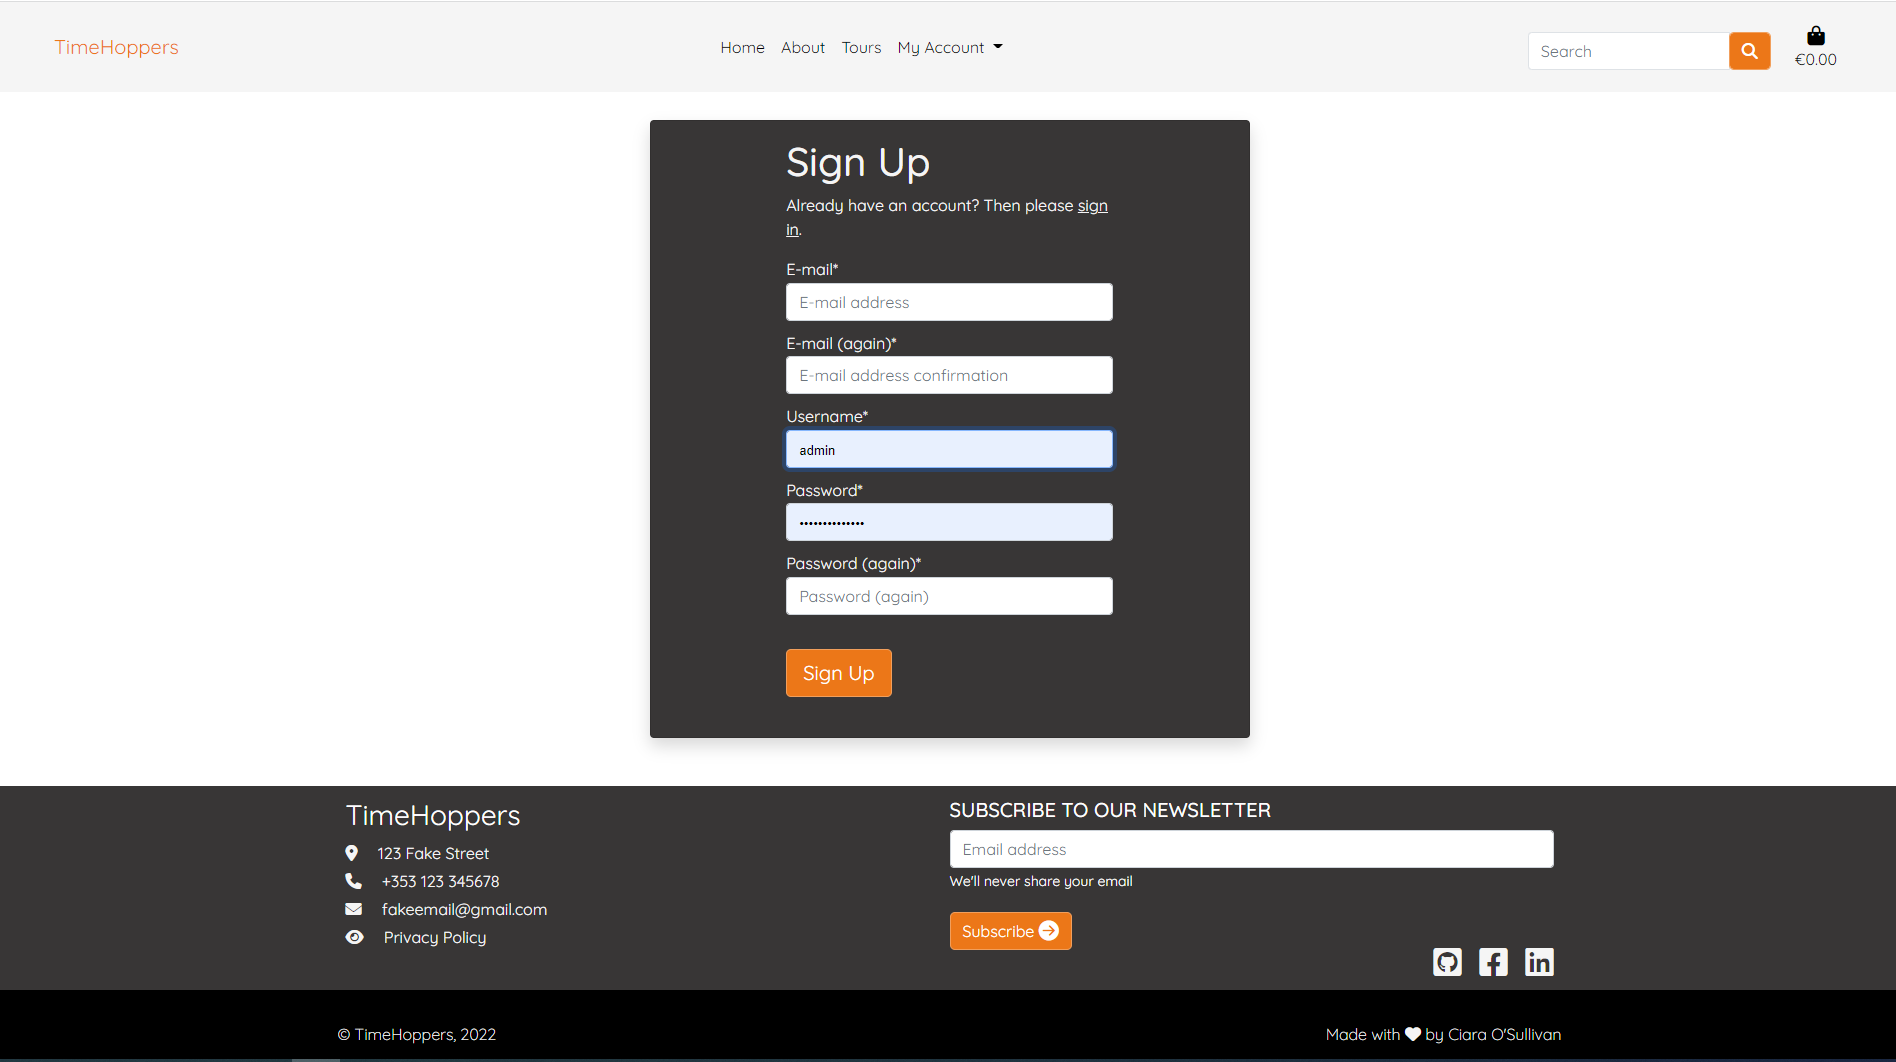 TimeHoppers
Home About Tours My Account
Search
€0.00
Sign Up
Already have an account? Then please sign
in.
E-mail*
E-mail address
E-mail (again)*
E-mail address confirmation
Username*
admin
Password*
••••••••••••••
Password (again)*
Password (again)
Sign Up
TimeHoppers
123 Fake Street
+353 123 345678
fakeemail@gmail.com
Privacy Policy
SUBSCRIBE TO OUR NEWSLETTER
Email address
We'll never share your email
Subscribe
© TimeHoppers, 2022
Made with ♥ by Ciara O'Sullivan